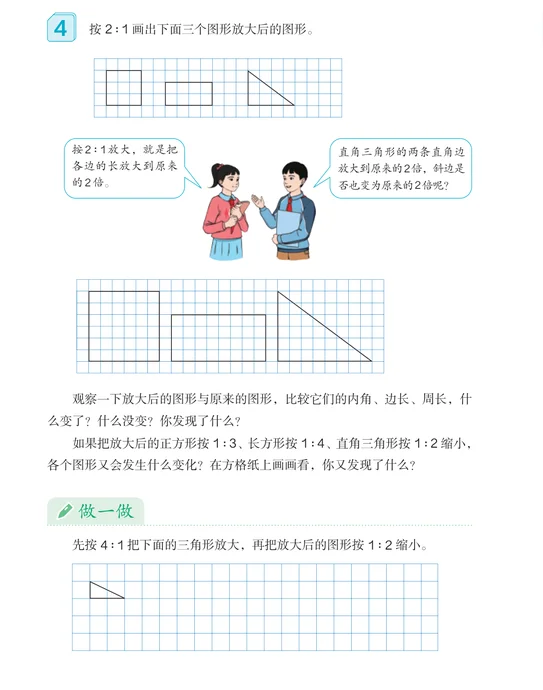 4 按2:1画出下面三个图形放大后的图形。
按2:1放大，就是把
各边的长放大到原来
的2倍。
直角三角形的两条直角边
放大到原来的2倍，斜边是
否也变为原来的2倍呢？
观察一下放大后的图形与原来的图形，比较它们的内角、边长、周长，什
么变了？什么没变？你发现了什么？
如果把放大后的正方形按1:3、长方形按1:4、直角三角形按1:2缩小，
各个图形又会发生什么变化？在方格纸上画画看，你又发现了什么？
做一做
先按4:1把下面的三角形放大，再把放大后的图形按1:2缩小。